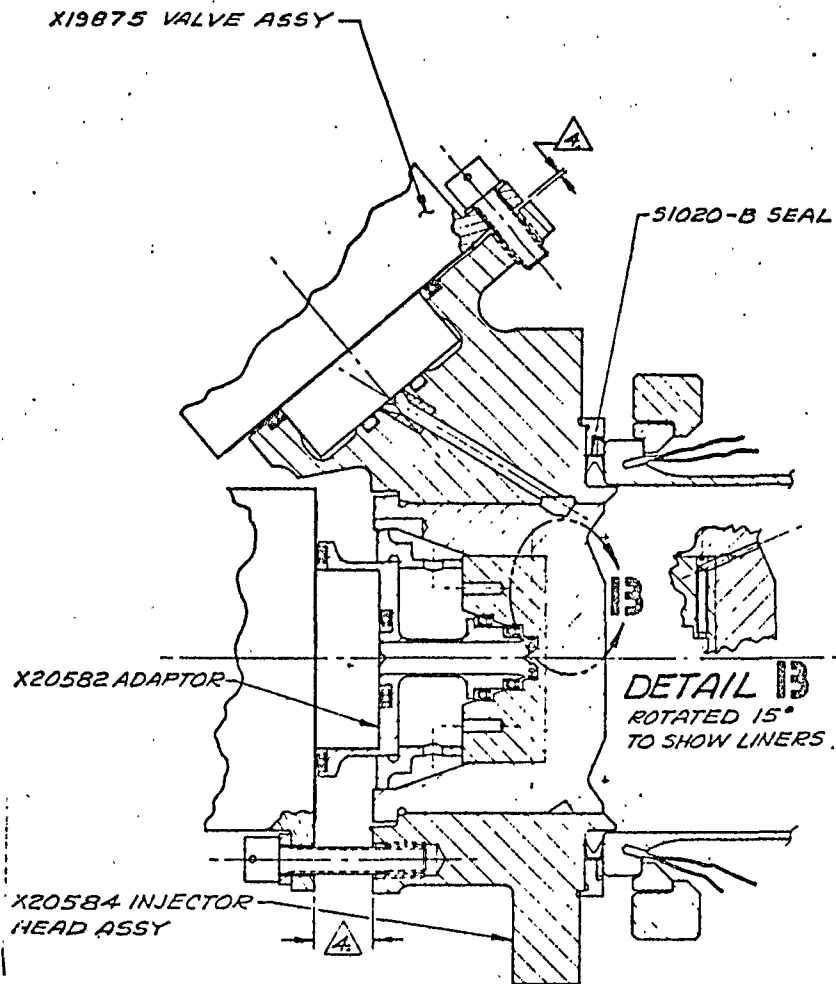 X19875 VALVE ASSY
4
S1020-B SEAL
B
X20582 ADAPTOR
DETAIL B
ROTATED 15°
TO SHOW LINERS.
X20584 INJECTOR
HEAD ASSY
4